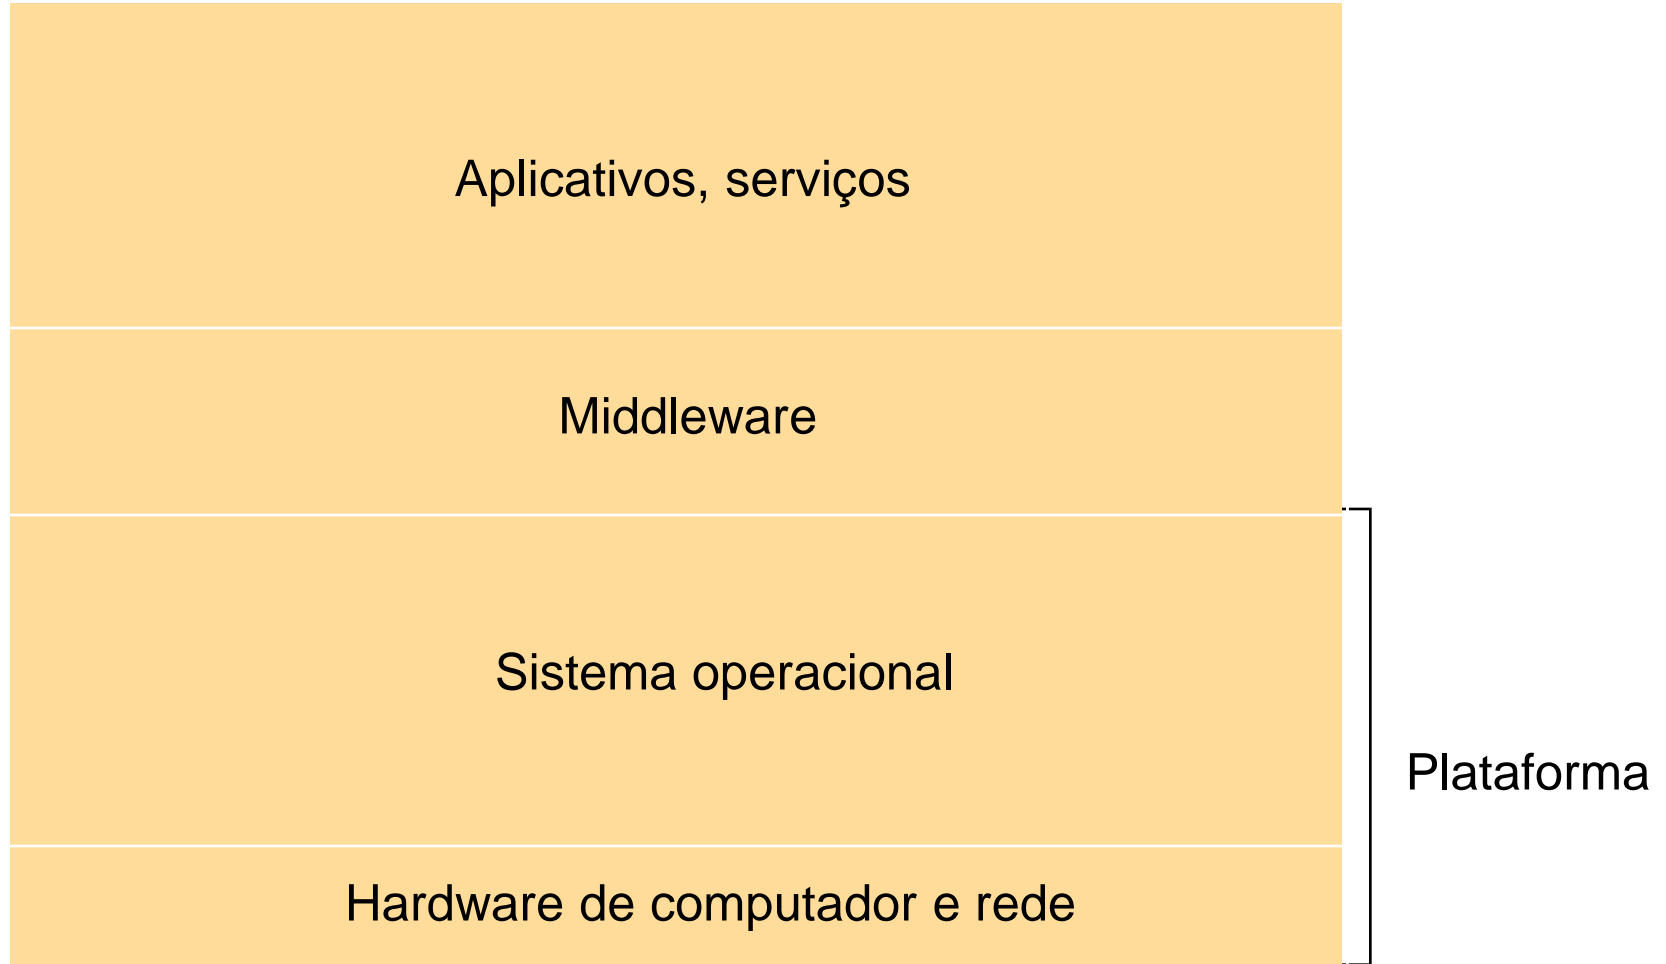 Aplicativos, serviços
Middleware
Sistema operacional
Plataforma
Hardware de computador e rede